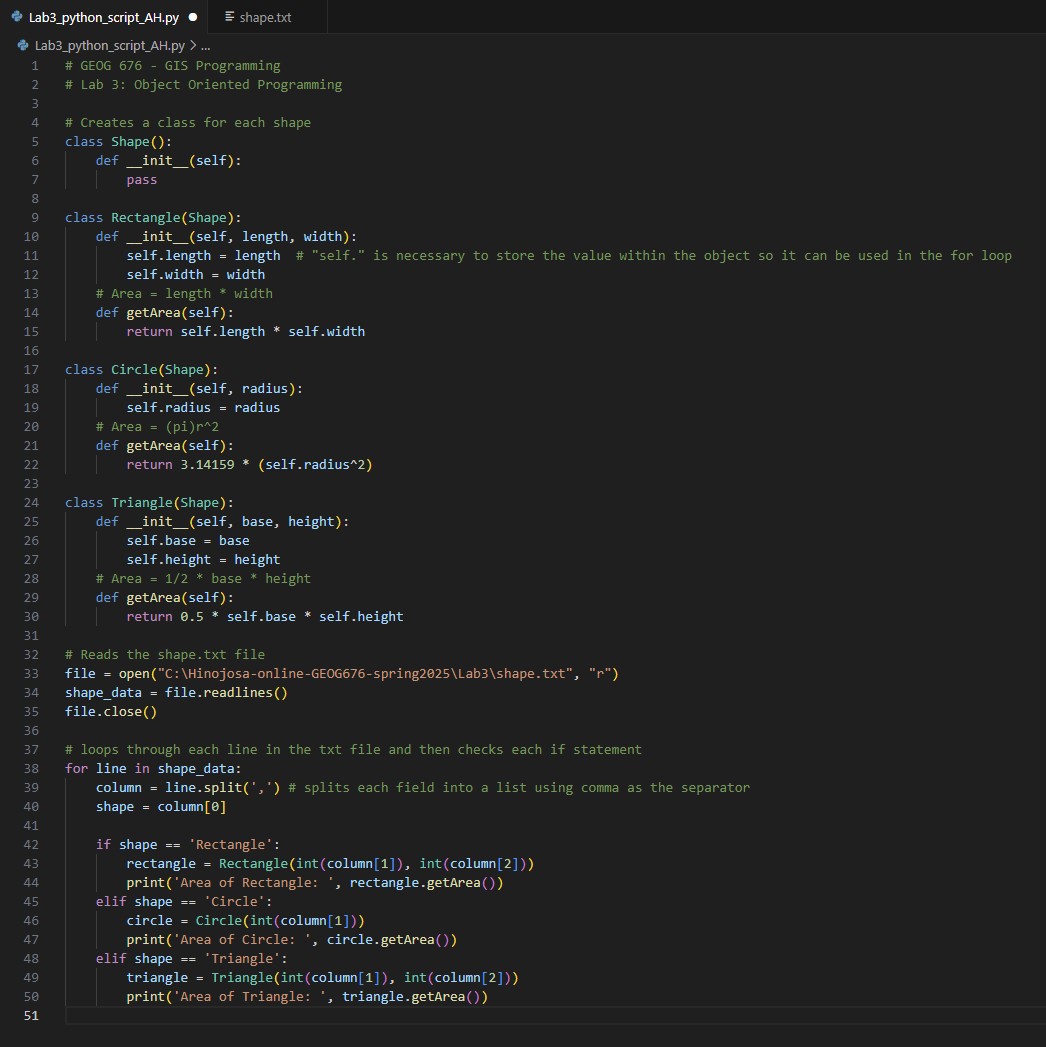 Lab3_python_script_AH.py ● shape.txt
Lab3_python_script_AH.py > ...
1 # GEOG 676 - GIS Programming
2 # Lab 3: Object Oriented Programming
3
4 # Creates a class for each shape
5 class Shape():
6     def __init__(self):
7         pass
8
9 class Rectangle(Shape):
10     def __init__(self, length, width):
11         self.length = length  # "self." is necessary to store the value within the object so it can be used in the for loop
12         self.width = width
13     # Area = length * width
14     def getArea(self):
15         return self.length * self.width
16
17 class Circle(Shape):
18     def __init__(self, radius):
19         self.radius = radius
20     # Area = (pi)r^2
21     def getArea(self):
22         return 3.14159 * (self.radius^2)
23
24 class Triangle(Shape):
25     def __init__(self, base, height):
26         self.base = base
27         self.height = height
28     # Area = 1/2 * base * height
29     def getArea(self):
30         return 0.5 * self.base * self.height
31
32 # Reads the shape.txt file
33 file = open("C:\Hinojosa-online-GEOG676-spring2025\Lab3\shape.txt", "r")
34 shape_data = file.readlines()
35 file.close()
36
37 # loops through each line in the txt file and then checks each if statement
38 for line in shape_data:
39     column = line.split(',') # splits each field into a list using comma as the separator
40     shape = column[0]
41
42     if shape == 'Rectangle':
43         rectangle = Rectangle(int(column[1]), int(column[2]))
44         print('Area of Rectangle: ', rectangle.getArea())
45     elif shape == 'Circle':
46         circle = Circle(int(column[1]))
47         print('Area of Circle: ', circle.getArea())
48     elif shape == 'Triangle':
49         triangle = Triangle(int(column[1]), int(column[2]))
50         print('Area of Triangle: ', triangle.getArea())
51